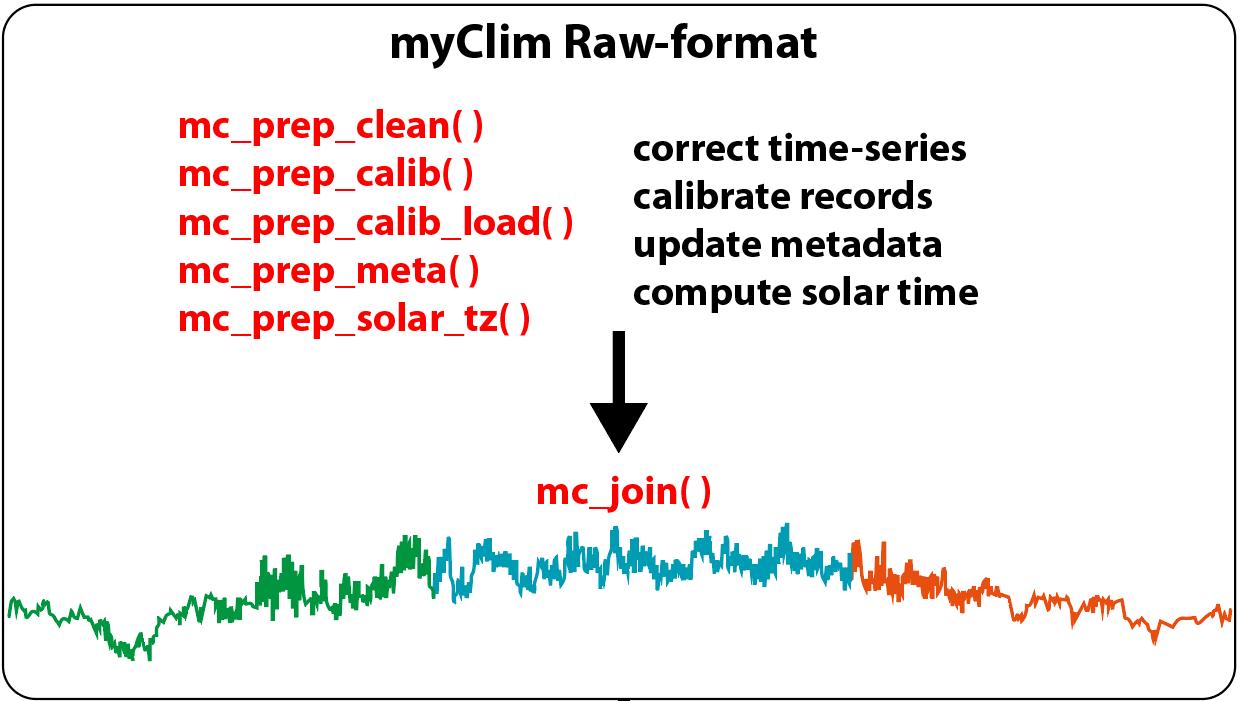 myClim Raw-format
mc_prep_clean( )
mc_prep_calib( )
mc_prep_calib_load( )
mc_prep_meta( )
mc_prep_solar_tz( )
correct time-series
calibrate records
update metadata
compute solar time
mc_join( )